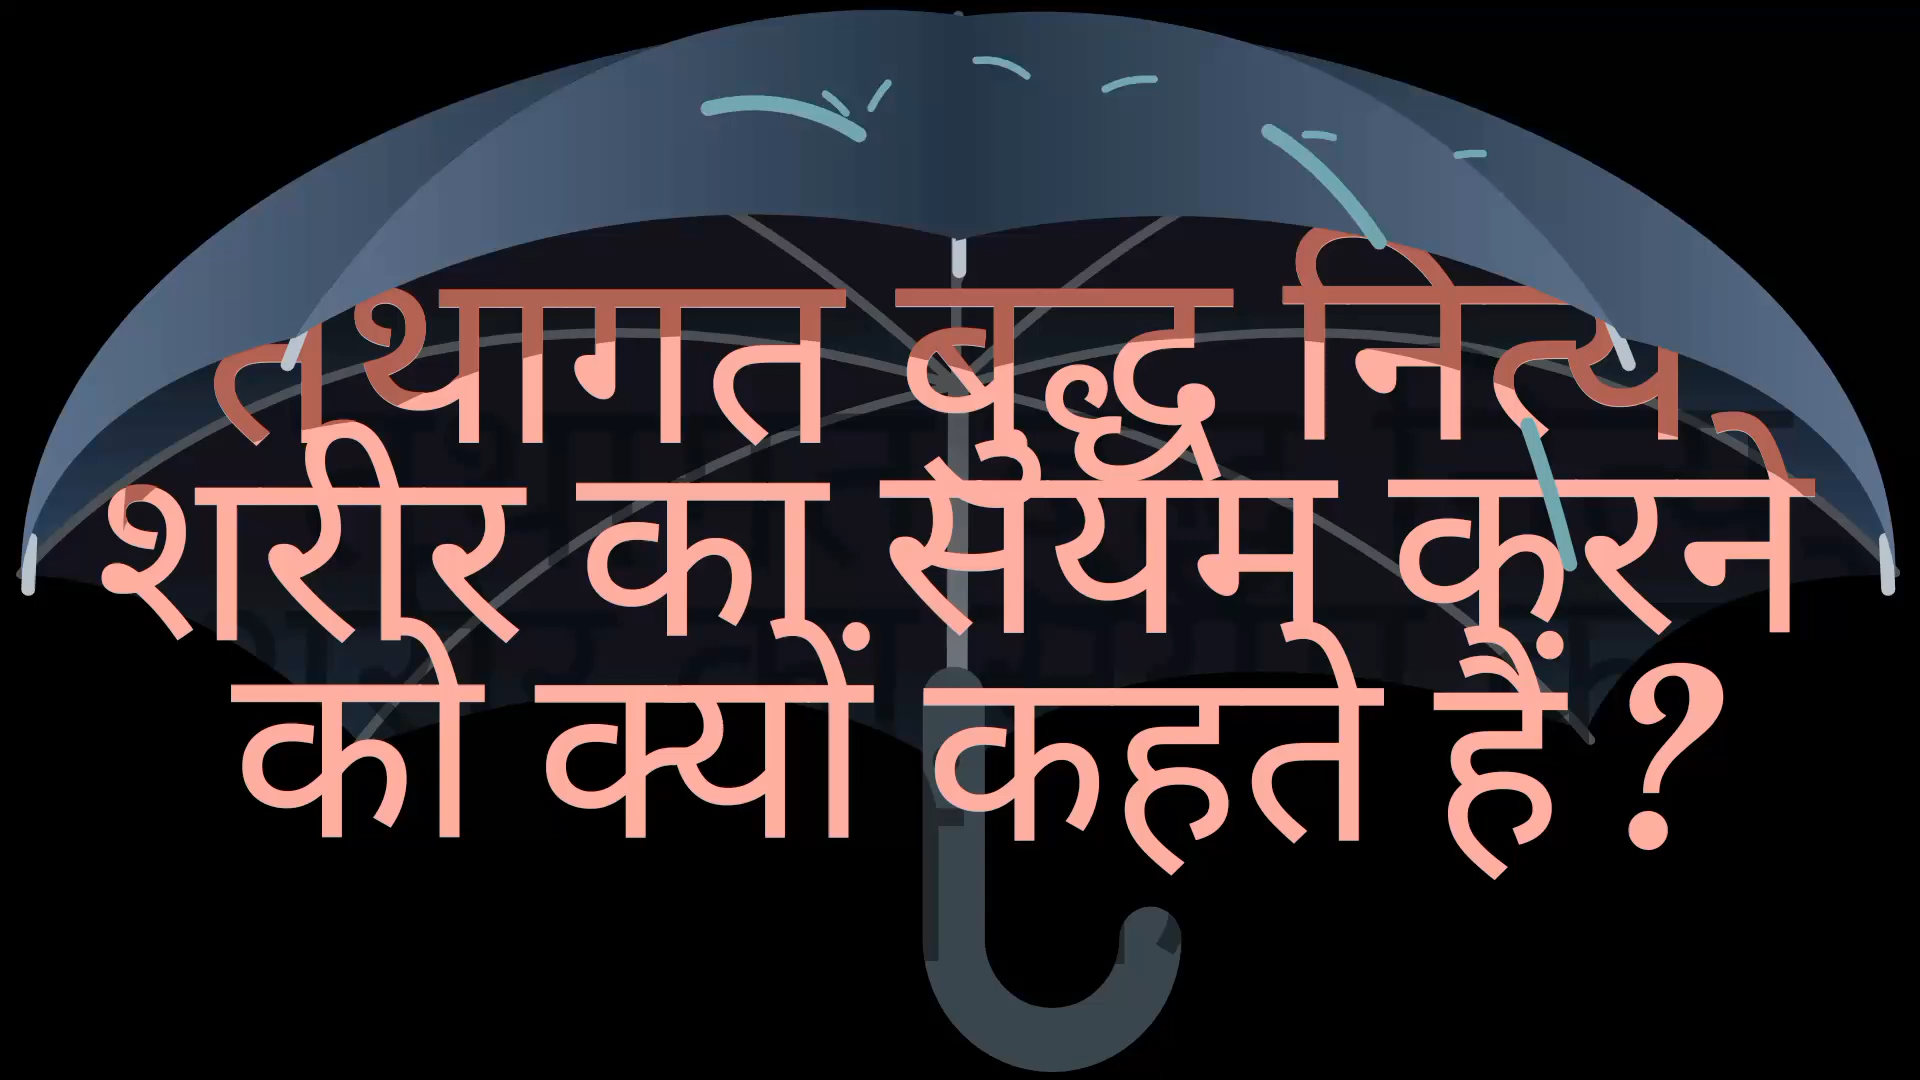 तथागत बुद्ध नित्य
शरीर का संयम करने
को क्यों कहते हैं ?